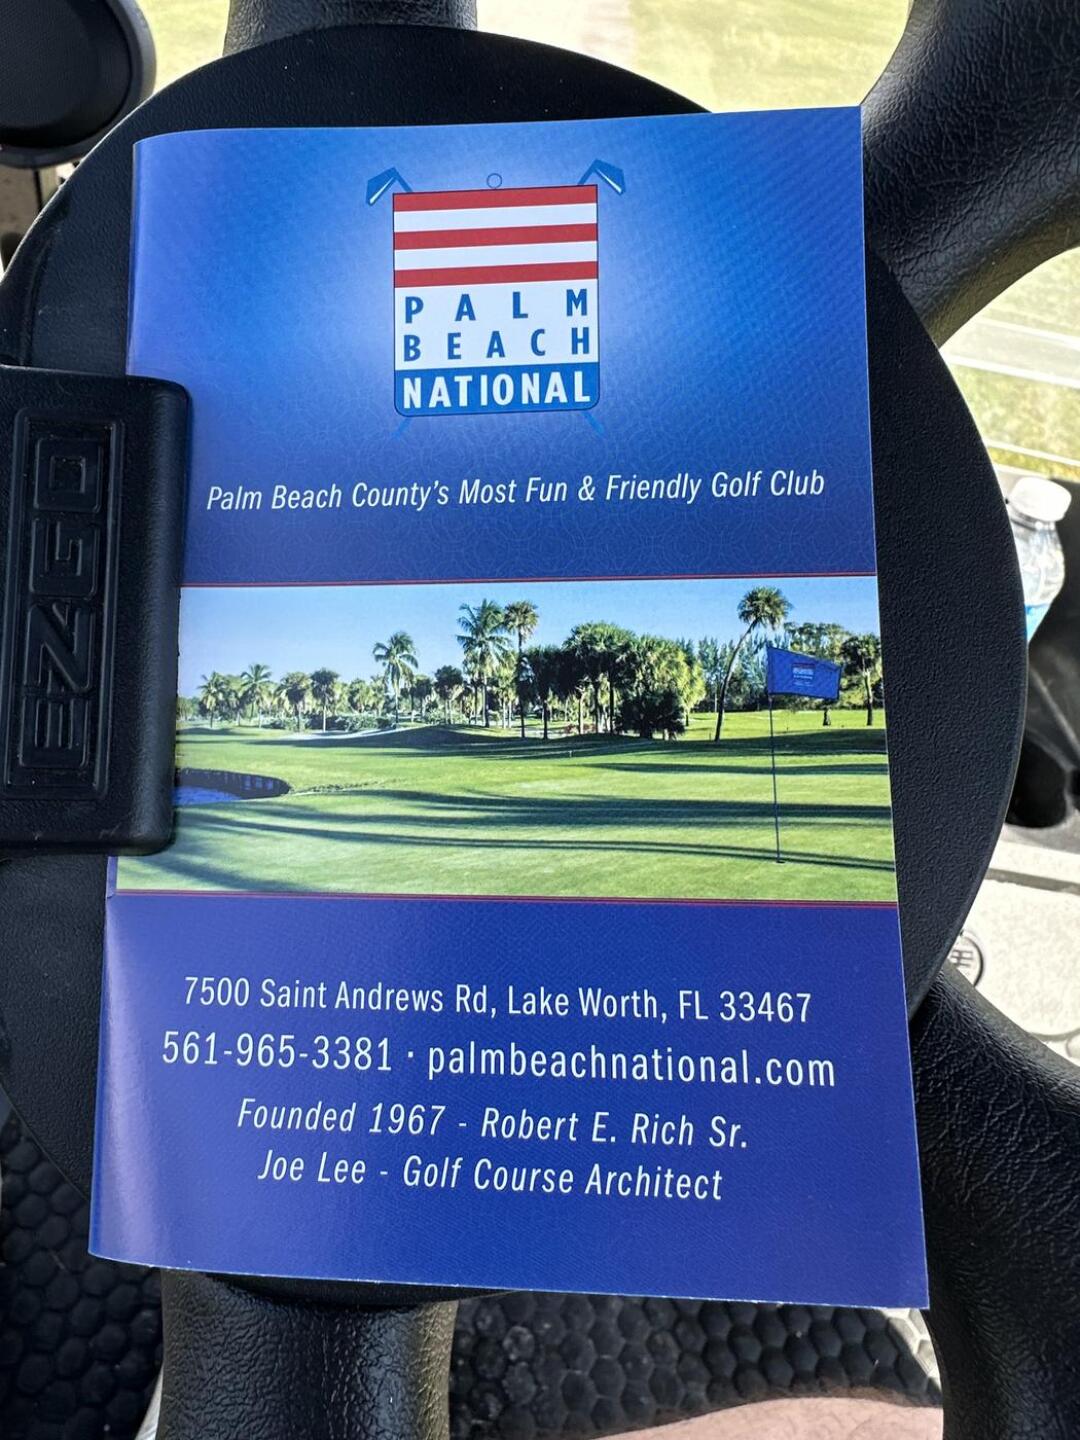 PALM
BEACH
NATIONAL
Palm Beach County's Most Fun & Friendly Golf Club
EZGO
7500 Saint Andrews Rd, Lake Worth, FL 33467
561-965-3381 · palmbeachnational.com
Founded 1967 - Robert E. Rich Sr.
Joe Lee - Golf Course Architect